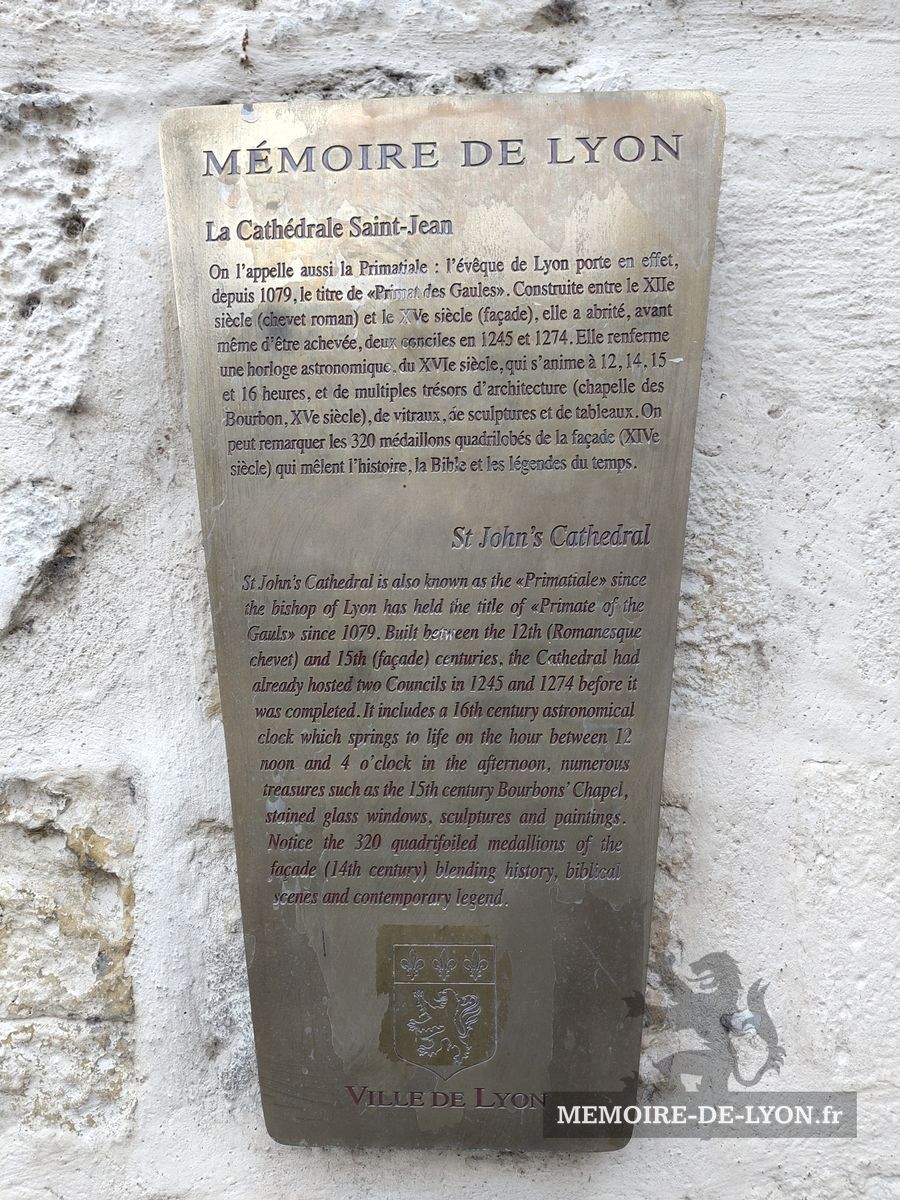 MÉMOIRE DE LYON
La Cathédrale Saint-Jean
On l'appelle aussi la Primatiale : l'évêque de Lyon porte en effet,
depuis 1079, le titre de «Primat des Gaules». Construite entre le XIIe
siècle (chevet roman) et le XVe siècle (façade), elle a abrité, avant
même d'être achevée, deux conciles en 1245 et 1274. Elle renferme
une horloge astronomique, du XVIe siècle, qui s'anime à 12, 14, 15
et 16 heures, et de multiples trésors d'architecture (chapelle des
Bourbon, XVe siècle), de vitraux, de sculptures et de tableaux. On
peut remarquer les 320 médaillons quadrilobés de la façade (XIVe
siècle) qui mêlent l'histoire, la Bible et les légendes du temps.
St John's Cathedral
St John's Cathedral is also known as the «Primatiale» since
the bishop of Lyon has held the title of «Primate of the
Gauls» since 1079. Built between the 12th (Romanesque
chevet) and 15th (façade) centuries, the Cathedral had
already hosted two Councils in 1245 and 1274 before it
was completed. It includes a 16th century astronomical
clock which springs to life on the hour between 12
noon and 4 o'clock in the afternoon, numerous
treasures such as the 15th century Bourbons' Chapel,
stained glass windows, sculptures and paintings.
Notice the 320 quadrifoiled medallions of the
façade (14th century) blending history, biblical
scenes and contemporary legend.
VILLE DE LYON
MEMOIRE-DE-LYON.fr